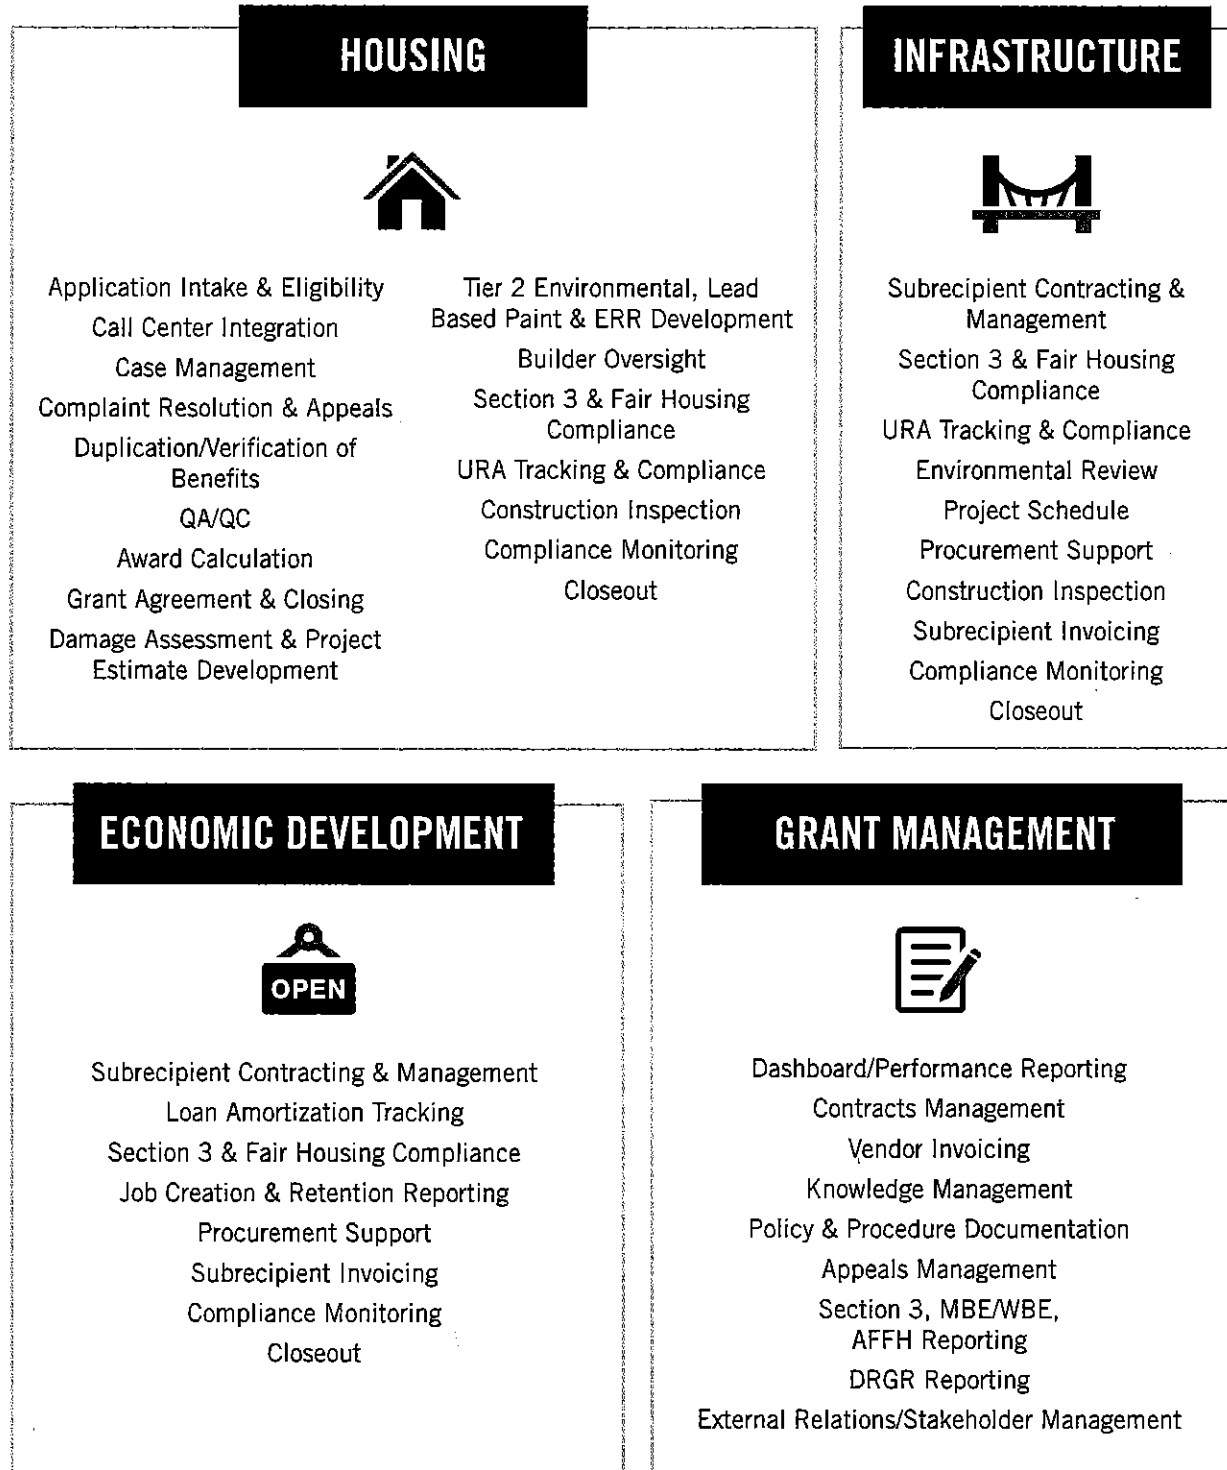 HOUSING
Application Intake & Eligibility
Call Center Integration
Case Management
Complaint Resolution & Appeals
Duplication/Verification of
Benefits
QA/QC
Award Calculation
Grant Agreement & Closing
Damage Assessment & Project
Estimate Development
Tier 2 Environmental, Lead
Based Paint & ERR Development
Builder Oversight
Section 3 & Fair Housing
Compliance
URA Tracking & Compliance
Construction Inspection
Compliance Monitoring
Closeout
INFRASTRUCTURE
Subrecipient Contracting &
Management
Section 3 & Fair Housing
Compliance
URA Tracking & Compliance
Environmental Review
Project Schedule
Procurement Support
Construction Inspection
Subrecipient Invoicing
Compliance Monitoring
Closeout
ECONOMIC DEVELOPMENT
OPEN
Subrecipient Contracting & Management
Loan Amortization Tracking
Section 3 & Fair Housing Compliance
Job Creation & Retention Reporting
Procurement Support
Subrecipient Invoicing
Compliance Monitoring
Closeout
GRANT MANAGEMENT
Dashboard/Performance Reporting
Contracts Management
Vendor Invoicing
Knowledge Management
Policy & Procedure Documentation
Appeals Management
Section 3, MBE/WBE,
AFFH Reporting
DRGR Reporting
External Relations/Stakeholder Management